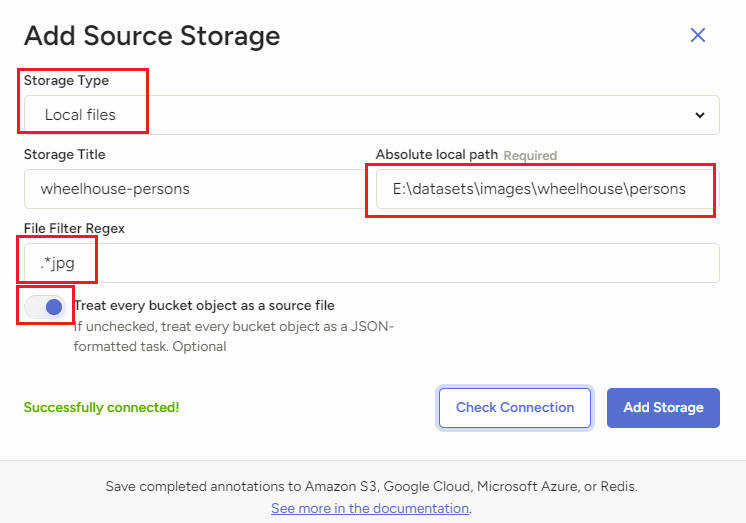 Add Source Storage
Storage Type
Local files
Storage Title
Absolute local path Required
wheelhouse-persons
E:\datasets\images\wheelhouse\persons
File Filter Regex
.*jpg
Treat every bucket object as a source file
If unchecked, treat every bucket object as a JSON-
formatted task. Optional
Successfully connected!
Check Connection
Add Storage
Save completed annotations to Amazon S3, Google Cloud, Microsoft Azure, or Redis.
See more in the documentation.